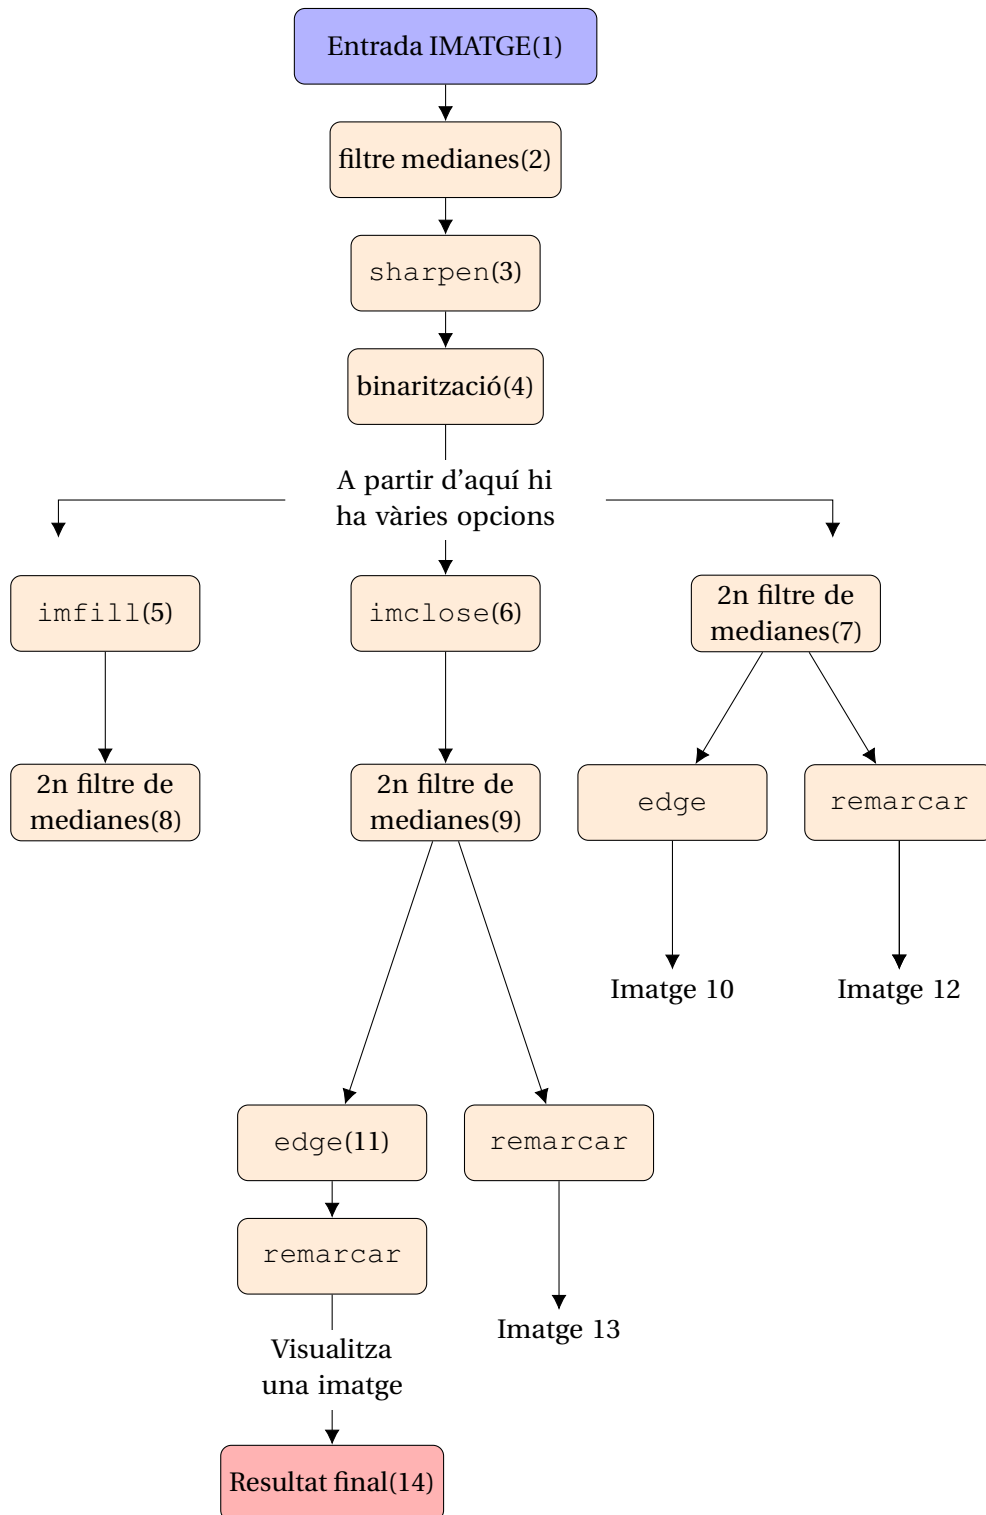 Entrada IMATGE(1)
filtre medianes(2)
sharpen(3)
binarització(4)
A partir d'aquí hi
ha vàries opcions
imfill(5)
imclose(6)
2n filtre de
medianes(7)
2n filtre de
medianes(8)
2n filtre de
medianes(9)
edge
remarcar
Imatge 10
Imatge 12
edge(11)
remarcar
remarcar
Imatge 13
Visualitza
una imatge
Resultat final(14)